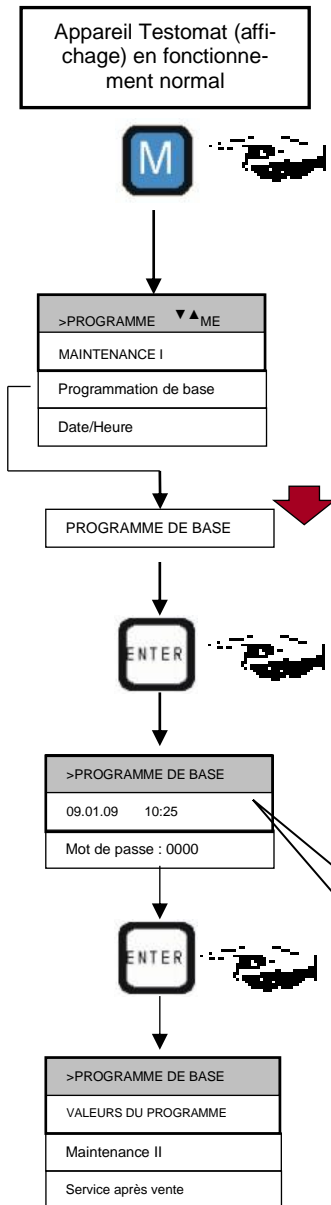 Appareil Testomat (affi-
chage) en fonctionne-
ment normal
M
>PROGRAMME ▼▲ME
MAINTENANCE I
Programmation de base
Date/Heure
PROGRAMME DE BASE
ENTER
>PROGRAMME DE BASE
09.01.09 10:25
Mot de passe : 0000
ENTER
>PROGRAMME DE BASE
VALEURS DU PROGRAMME
Maintenance II
Service après vente